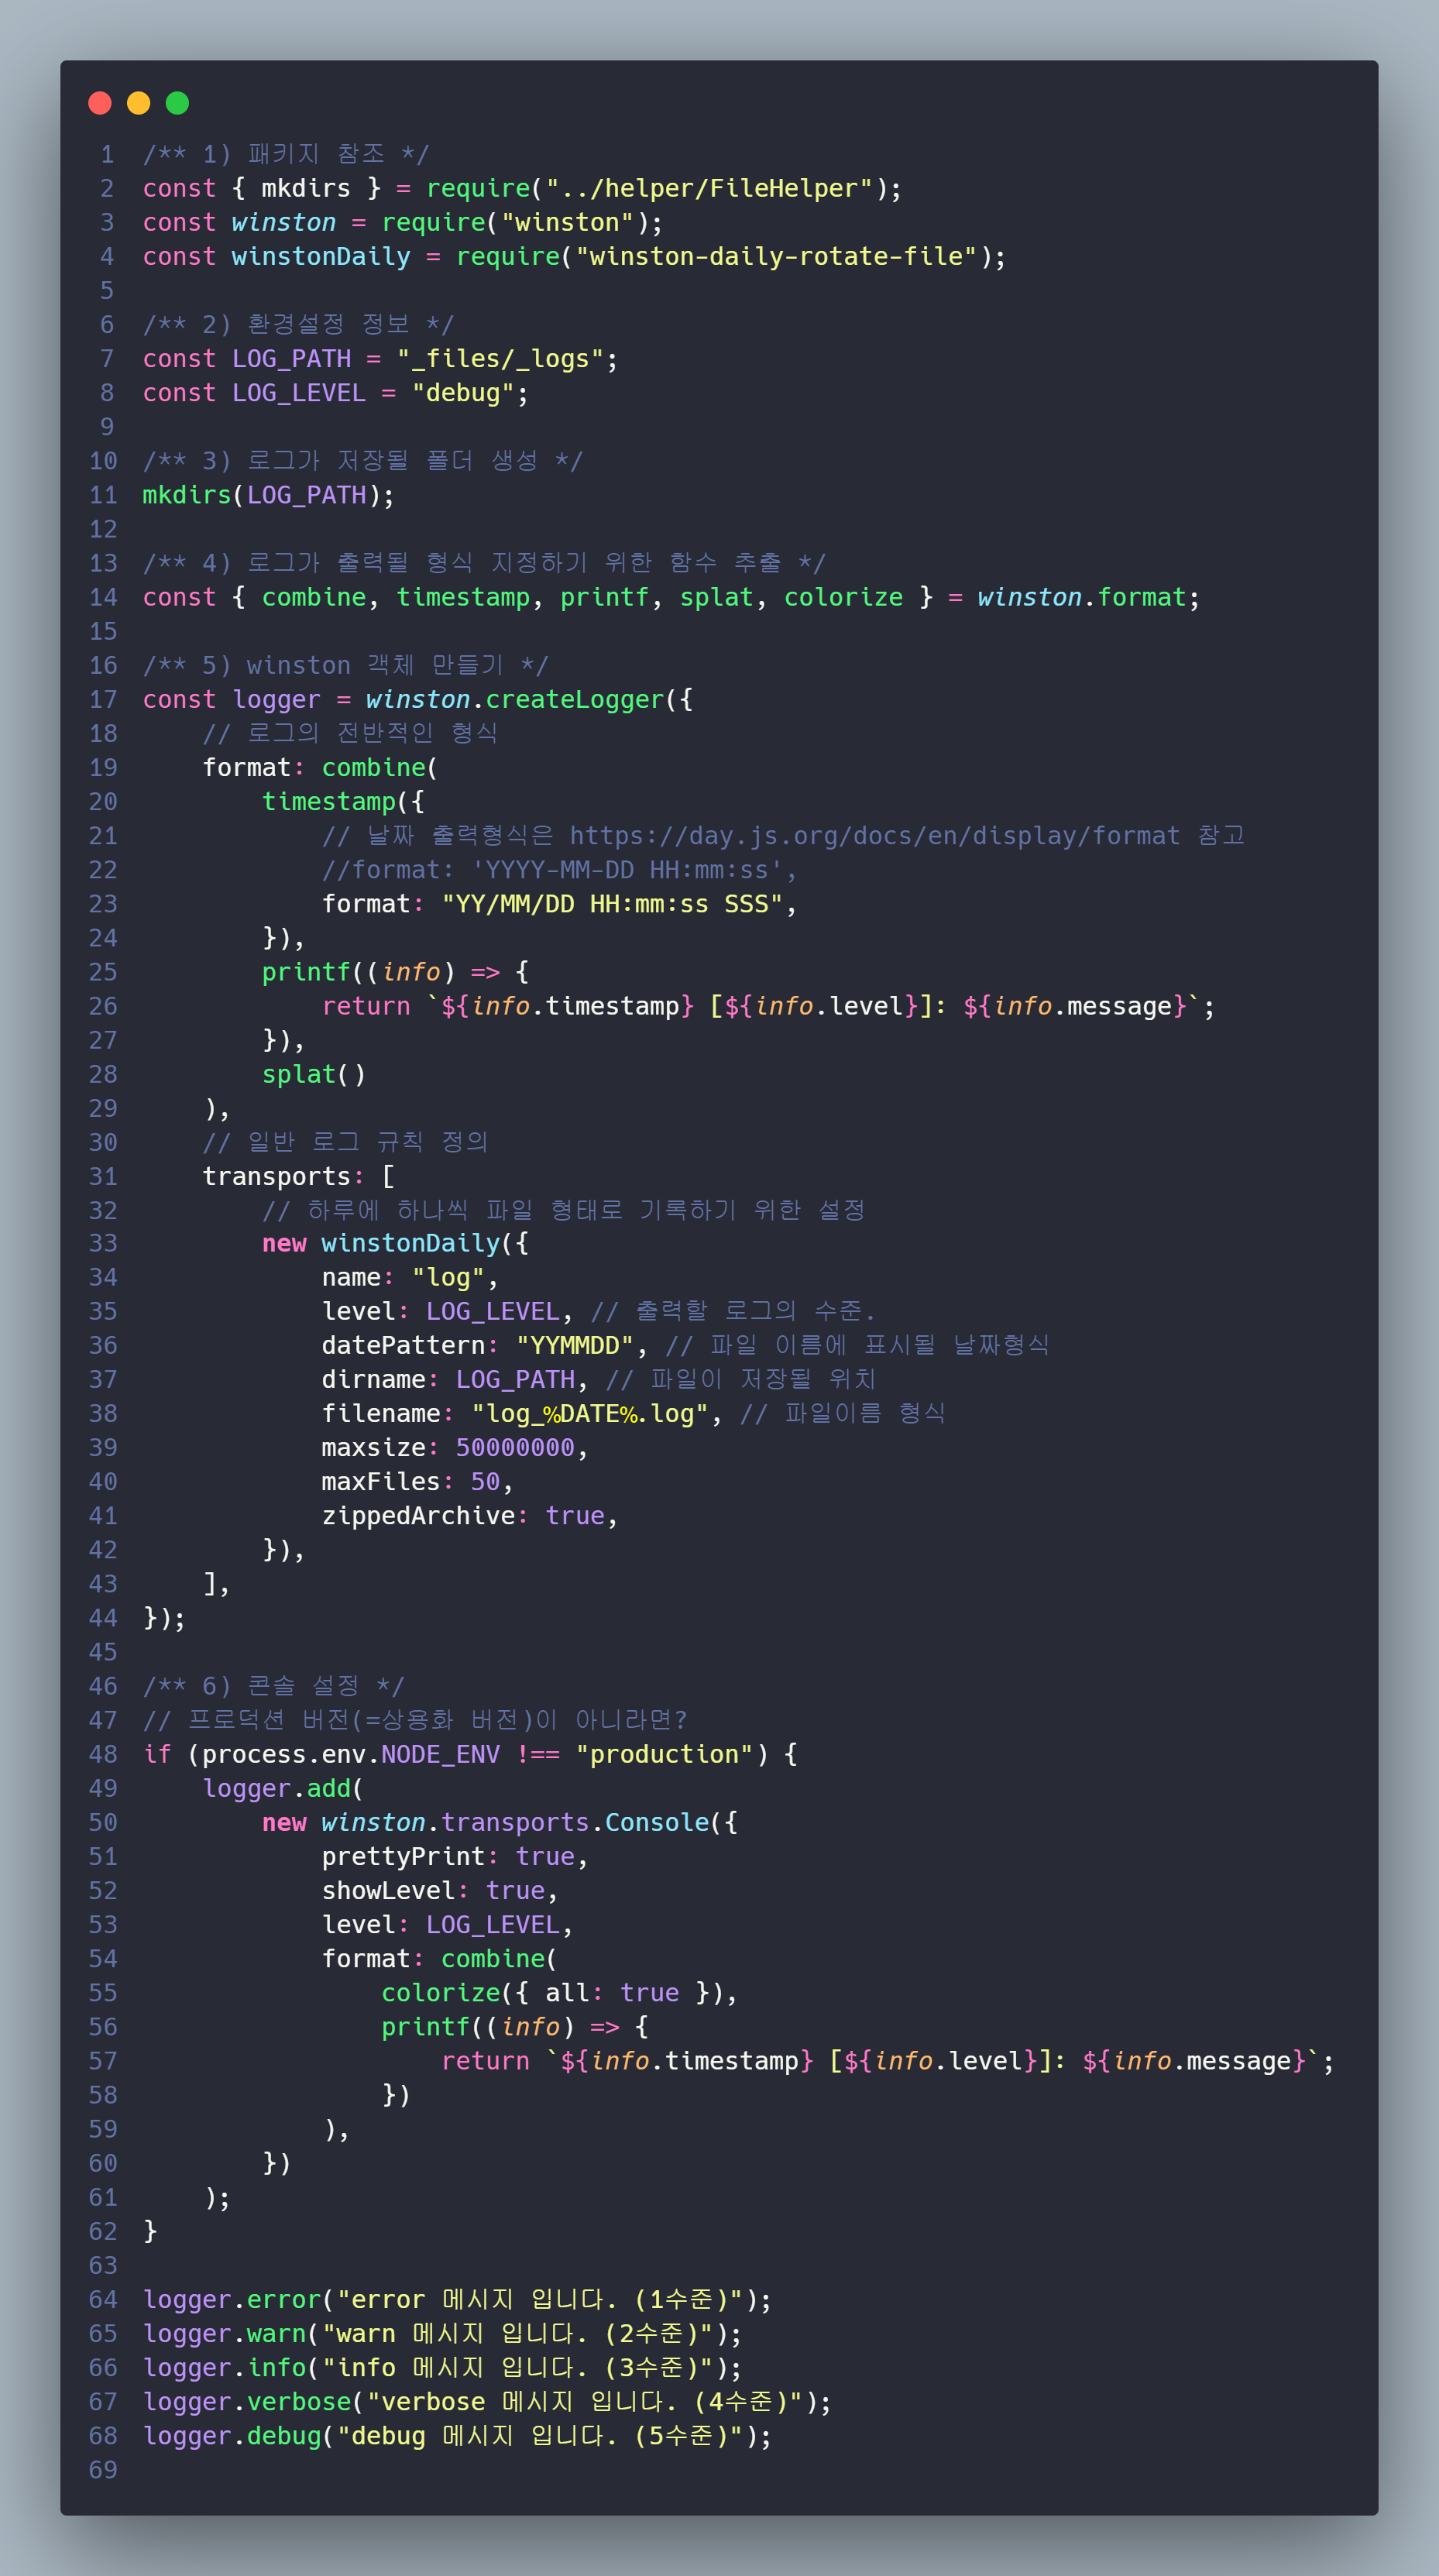 1 /** 1) 패키지 참조 */
2 const { mkdirs } = require("../helper/FileHelper");
3 const winston = require("winston");
4 const winstonDaily = require("winston-daily-rotate-file");
5
6 /** 2) 환경설정 정보 */
7 const LOG_PATH = "_files/_logs";
8 const LOG_LEVEL = "debug";
9
10 /** 3) 로그가 저장될 폴더 생성 */
11 mkdirs(LOG_PATH);
12
13 /** 4) 로그가 출력될 형식 지정하기 위한 함수 추출 */
14 const { combine, timestamp, printf, splat, colorize } = winston.format;
15
16 /** 5) winston 객체 만들기 */
17 const logger = winston.createLogger({
18     // 로그의 전반적인 형식
19     format: combine(
20         timestamp({
21             // 날짜 출력형식은 https://day.js.org/docs/en/display/format 참고
22             //format: 'YYYY-MM-DD HH:mm:ss',
23             format: "YY/MM/DD HH:mm:ss SSS",
24         }),
25         printf((info) => {
26             return `${info.timestamp} [${info.level}]: ${info.message}`;
27         }),
28         splat()
29     ),
30     // 일반 로그 규칙 정의
31     transports: [
32         // 하루에 하나씩 파일 형태로 기록하기 위한 설정
33         new winstonDaily({
34             name: "log",
35             level: LOG_LEVEL, // 출력할 로그의 수준.
36             datePattern: "YYMMDD", // 파일 이름에 표시될 날짜형식
37             dirname: LOG_PATH, // 파일이 저장될 위치
38             filename: "log_%DATE%.log", // 파일이름 형식
39             maxsize: 50000000,
40             maxFiles: 50,
41             zippedArchive: true,
42         }),
43     ],
44 });
45
46 /** 6) 콘솔 설정 */
47 // 프로덕션 버전(=상용화 버전)이 아니라면?
48 if (process.env.NODE_ENV !== "production") {
49     logger.add(
50         new winston.transports.Console({
51             prettyPrint: true,
52             showLevel: true,
53             level: LOG_LEVEL,
54             format: combine(
55                 colorize({ all: true }),
56                 printf((info) => {
57                     return `${info.timestamp} [${info.level}]: ${info.message}`;
58                 })
59             ),
60         })
61     );
62 }
63
64 logger.error("error 메시지 입니다. (1수준)");
65 logger.warn("warn 메시지 입니다. (2수준)");
66 logger.info("info 메시지 입니다. (3수준)");
67 logger.verbose("verbose 메시지 입니다. (4수준)");
68 logger.debug("debug 메시지 입니다. (5수준)");
69